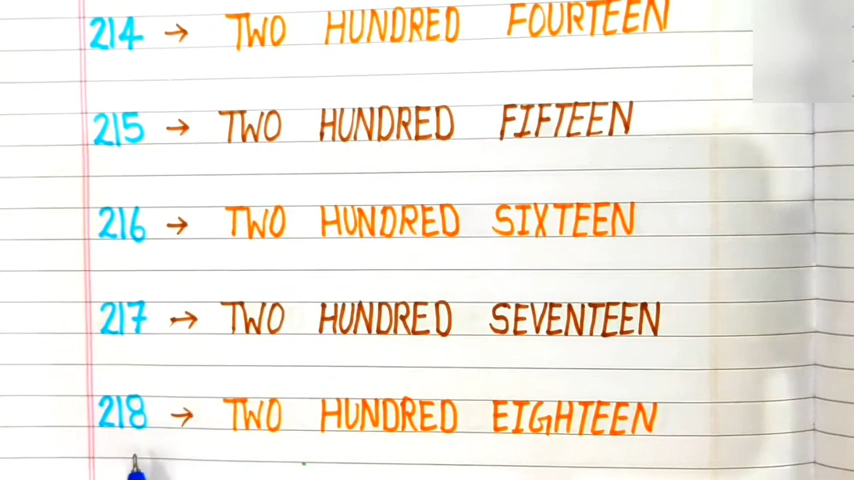 214 → TWO HUNDRED FOURTEEN
215 → TWO HUNDRED FIFTEEN
216 → TWO HUNDRED SIXTEEN
217 → TWO HUNDRED SEVENTEEN
218 → TWO HUNDRED EIGHTEEN